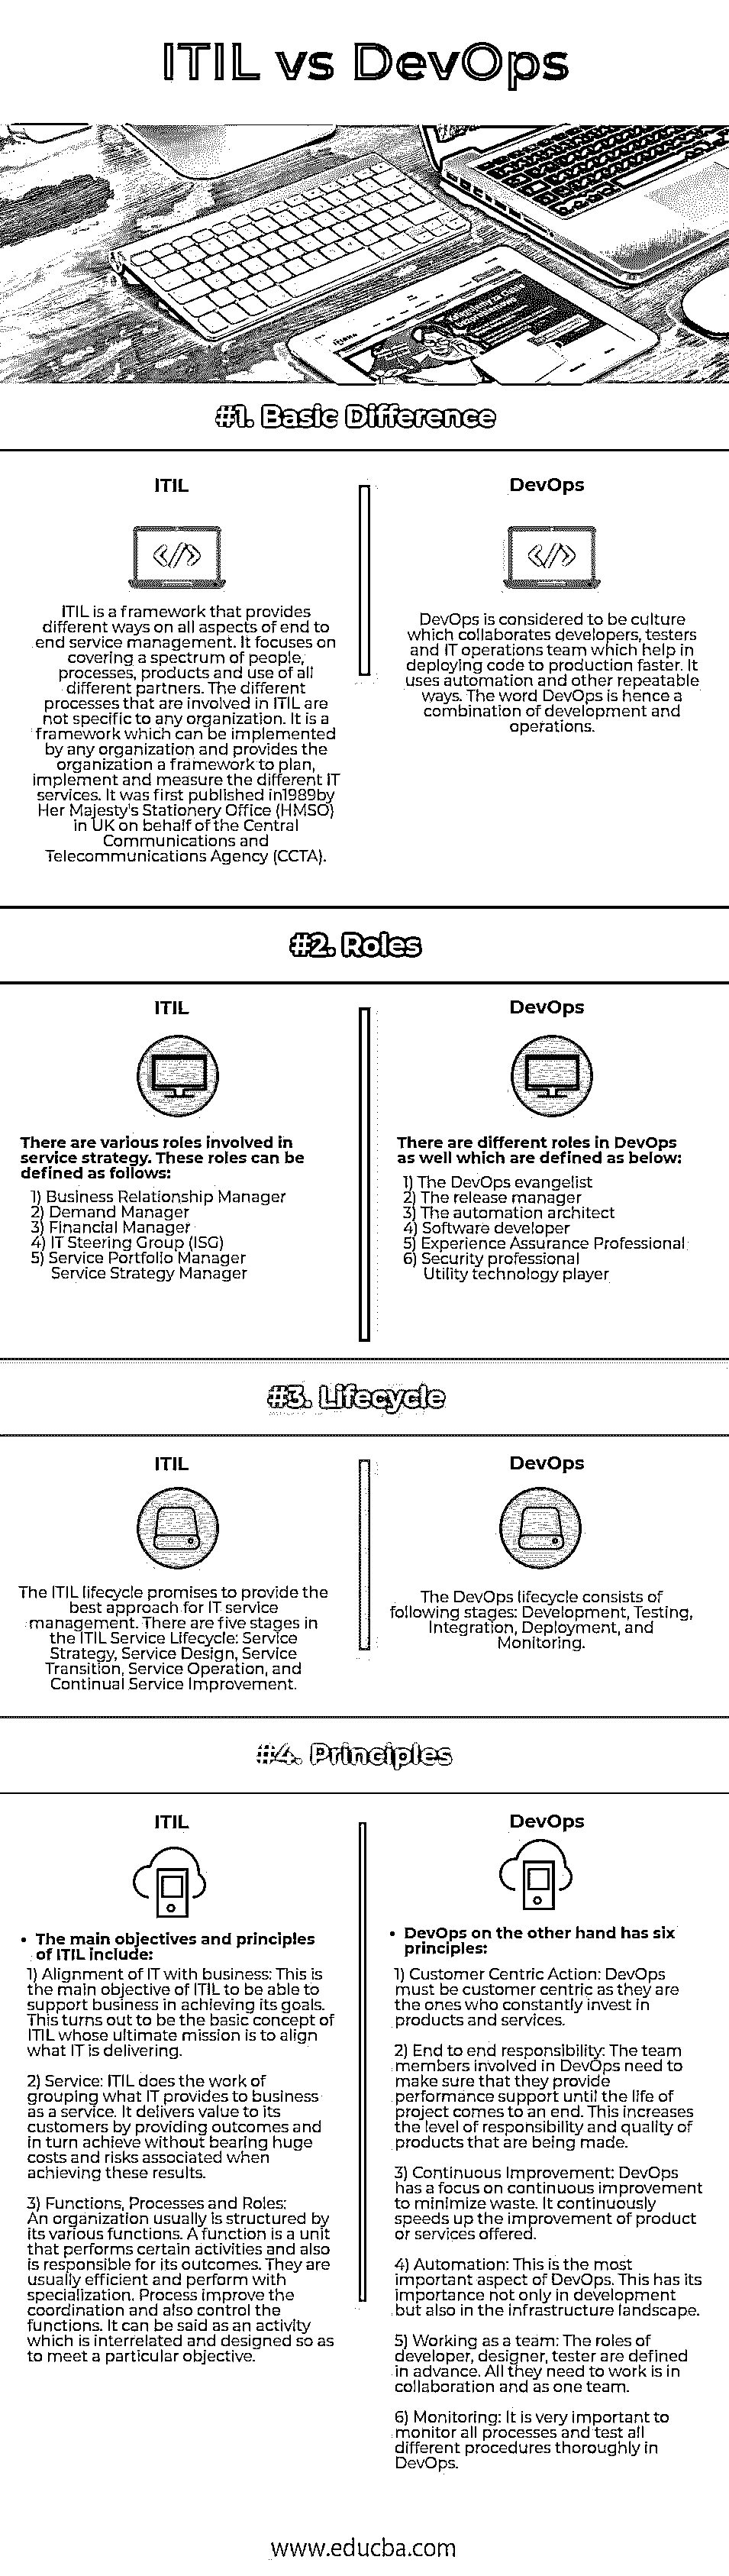 ITIL vs DevOps
#1. Basic Difference
ITIL
ITIL is a framework that provides
different ways on all aspects of end to
end service management. It focuses on
covering a spectrum of people,
processes, products and use of all
different partners. The different
processes that are involved in ITIL are
not specific to any organization. It is a
framework which can be implemented
by any organization and provides the
organization a framework to plan,
implement and measure the different IT
services. It was first published in1989by
Her Majesty's Stationery Office (HMSO)
in UK on behalf of the Central
Communications and
Telecommunications Agency (CCTA).
DevOps
DevOps is considered to be culture
which collaborates developers, testers
and IT operations team which help in
deploying code to production faster. It
uses automation and other repeatable
ways. The word DevOps is hence a
combination of development and
operations.
#2. Roles
ITIL
There are various roles involved in
service strategy. These roles can be
defined as follows:
1) Business Relationship Manager
2) Demand Manager
3) Financial Manager
4) IT Steering Group (ISG)
5) Service Portfolio Manager
Service Strategy Manager
DevOps
There are different roles in DevOps
as well which are defined as below:
1) The DevOps evangelist
2) The release manager
3) The automation architect
4) Software developer
5) Experience Assurance Professional
6) Security professional
Utility technology player
#3. Lifecycle
ITIL
The ITIL lifecycle promises to provide the
best approach for IT service
management. There are five stages in
the ITIL Service Lifecycle: Service
Strategy, Service Design, Service
Transition, Service Operation, and
Continual Service Improvement.
DevOps
The DevOps lifecycle consists of
following stages: Development, Testing,
Integration, Deployment, and
Monitoring.
#4. Principles
ITIL
• The main objectives and principles
of ITIL include:
1) Alignment of IT with business: This is
the main objective of ITIL to be able to
support business in achieving its goals.
This turns out to be the basic concept of
ITIL whose ultimate mission is to align
what IT is delivering.
2) Service: ITIL does the work of
grouping what IT provides to business
as a service. It delivers value to its
customers by providing outcomes and
in turn achieve without bearing huge
costs and risks associated when
achieving these results.
3) Functions, Processes and Roles:
An organization usually is structured by
its various functions. A function is a unit
that performs certain activities and also
is responsible for its outcomes. They are
usually efficient and perform with
specialization. Process improve the
coordination and also control the
functions. It can be said as an activity
which is interrelated and designed so as
to meet a particular objective.
DevOps
• DevOps on the other hand has six
principles:
1) Customer Centric Action: DevOps
must be customer centric as they are
the ones who constantly invest in
products and services.
2) End to end responsibility: The team
members involved in DevOps need to
make sure that they provide
performance support until the life of
project comes to an end. This increases
the level of responsibility and quality of
products that are being made.
3) Continuous Improvement: DevOps
has a focus on continuous improvement
to minimize waste. It continuously
speeds up the improvement of product
or services offered.
4) Automation: This is the most
important aspect of DevOps. This has its
importance not only in development
but also in the infrastructure landscape.
5) Working as a team: The roles of
developer, designer, tester are defined
in advance. All they need to work is in
collaboration and as one team.
6) Monitoring: It is very important to
monitor all processes and test all
different procedures thoroughly in
DevOps.
www.educba.com